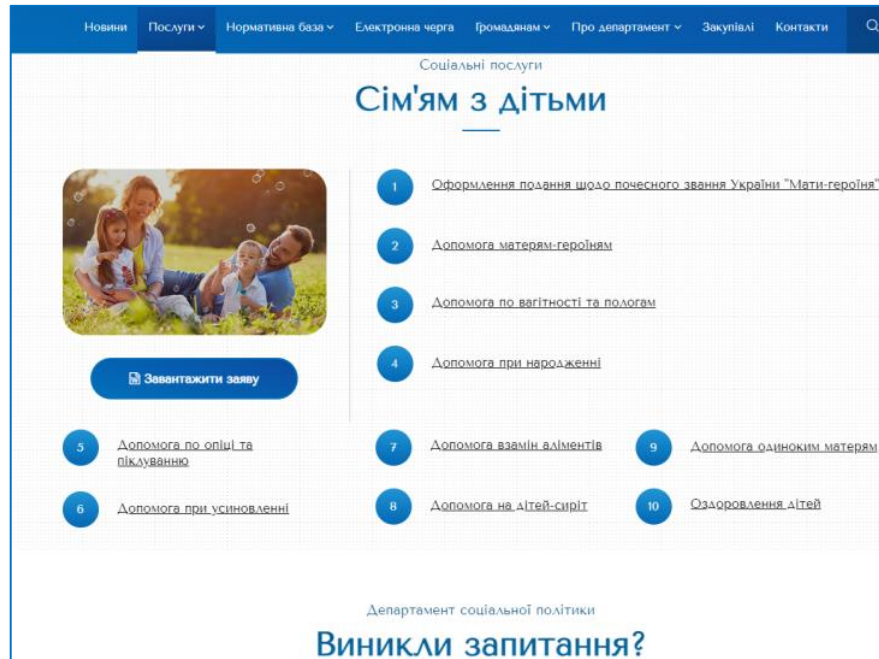 Новини Послуги Нормативна база Електронна черга Громадянам Про департамент Закупівлі Контакти
Соціальні послуги
Сім'ям з дітьми
1 Оформлення подання щодо почесного звання України "Мати-героїня"
2 Допомога матерям-героїням
3 Допомога по вагітності та пологам
4 Допомога при народженні
Завантажити заяву
5 Допомога по опіці та
піклуванню
6 Допомога при усиновленні
7 Допомога взамін аліментів
8 Допомога на дітей-сиріт
9 Допомога одиноким матерям
10 Оздоровлення дітей
Департамент соціальної політики
Виникли запитання?